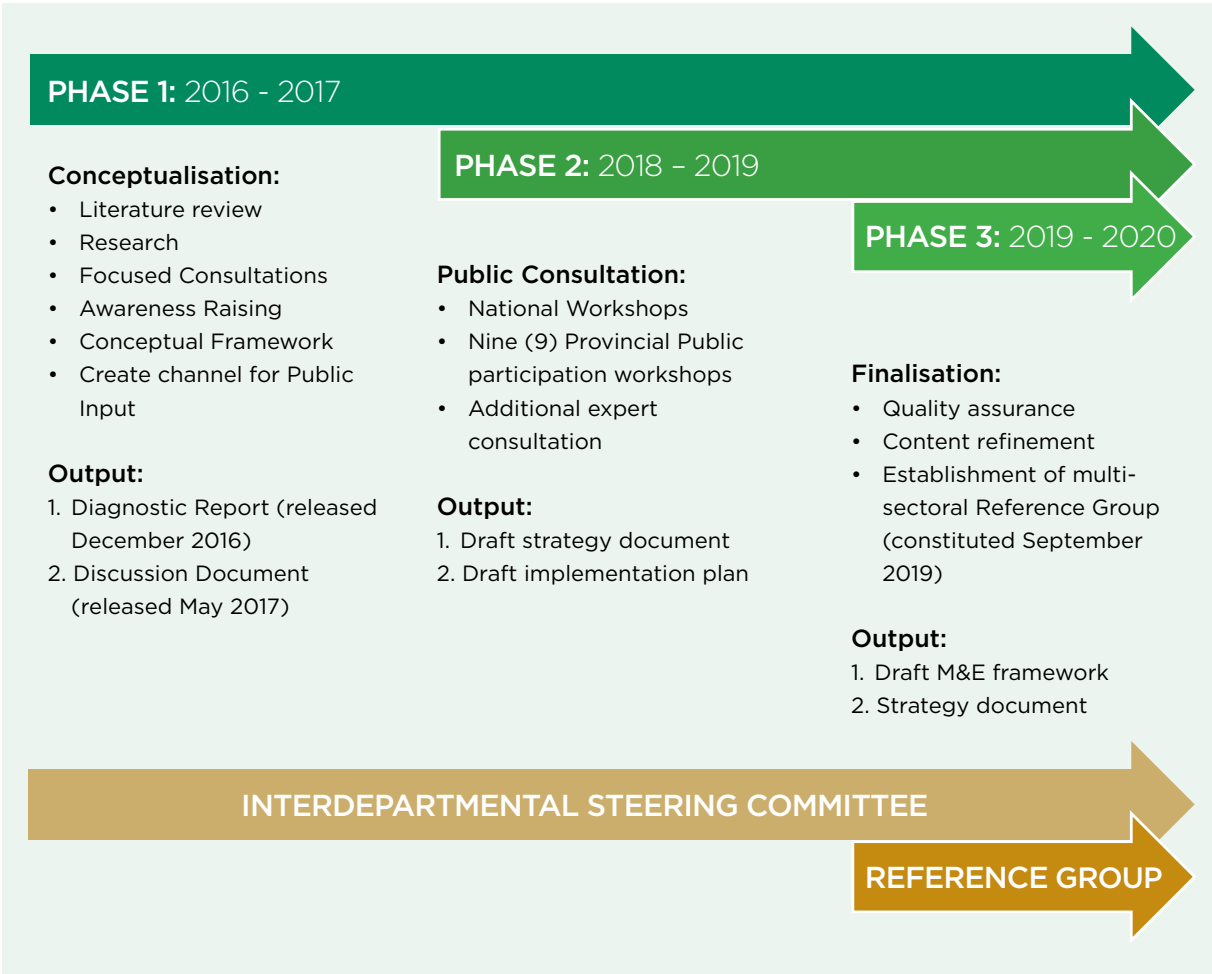 PHASE 1: 2016 - 2017
Conceptualisation:
• Literature review
• Research
• Focused Consultations
• Awareness Raising
• Conceptual Framework
• Create channel for Public
Input
Output:
1. Diagnostic Report (released
December 2016)
2. Discussion Document
(released May 2017)
PHASE 2: 2018 – 2019
Public Consultation:
• National Workshops
• Nine (9) Provincial Public
participation workshops
• Additional expert
consultation
Output:
1. Draft strategy document
2. Draft implementation plan
PHASE 3: 2019 - 2020
Finalisation:
• Quality assurance
• Content refinement
• Establishment of multi-
sectoral Reference Group
(constituted September
2019)
Output:
1. Draft M&E framework
2. Strategy document
INTERDEPARTMENTAL STEERING COMMITTEE
REFERENCE GROUP